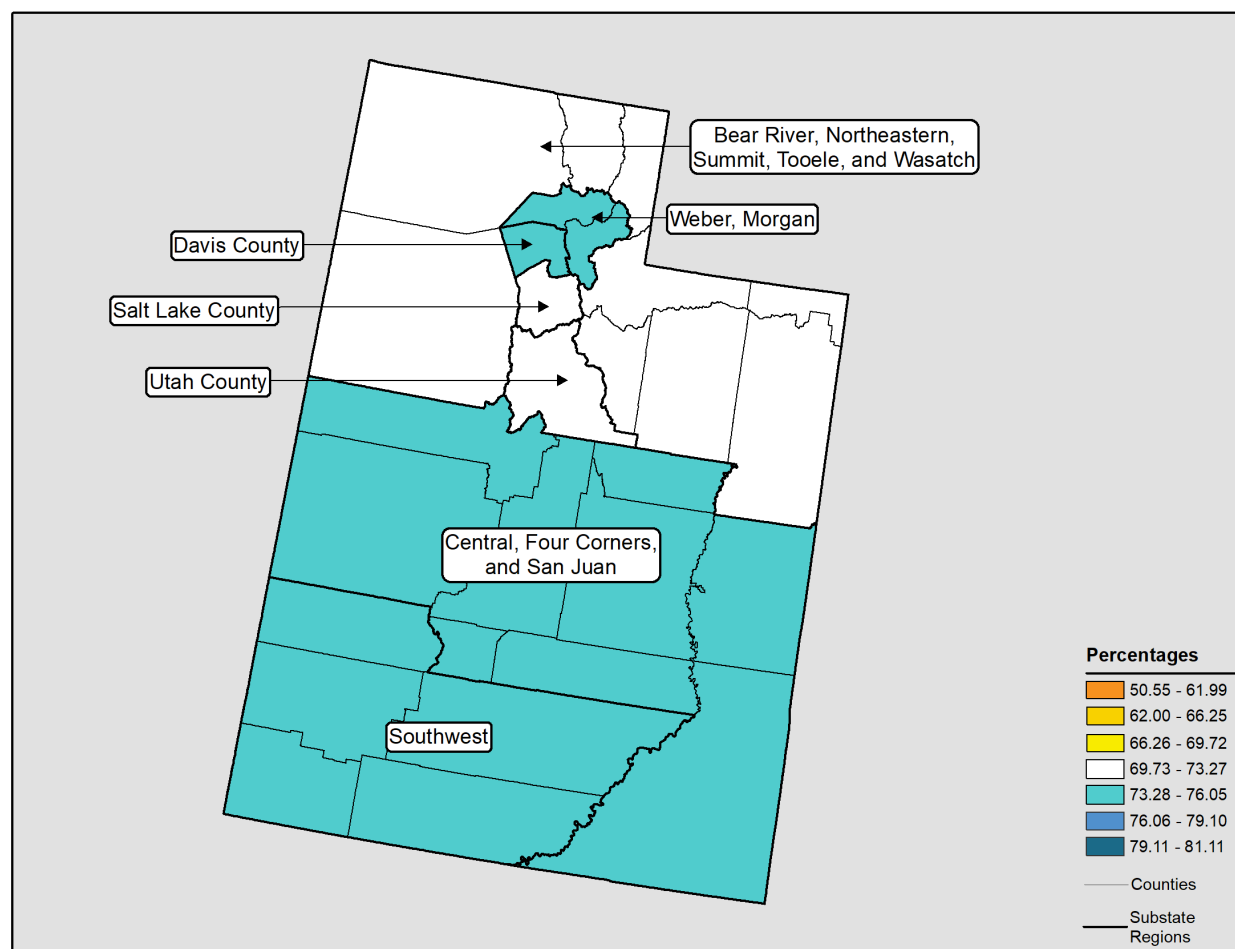 Bear River, Northeastern,
Summit, Tooele, and Wasatch
Weber, Morgan
Davis County
Salt Lake County
Utah County
Central, Four Corners,
and San Juan
Southwest
Percentages
50.55 - 61.99
62.00 - 66.25
66.26 - 69.72
69.73 - 73.27
73.28 - 76.05
76.06 - 79.10
79.11 - 81.11
Counties
Substate
Regions